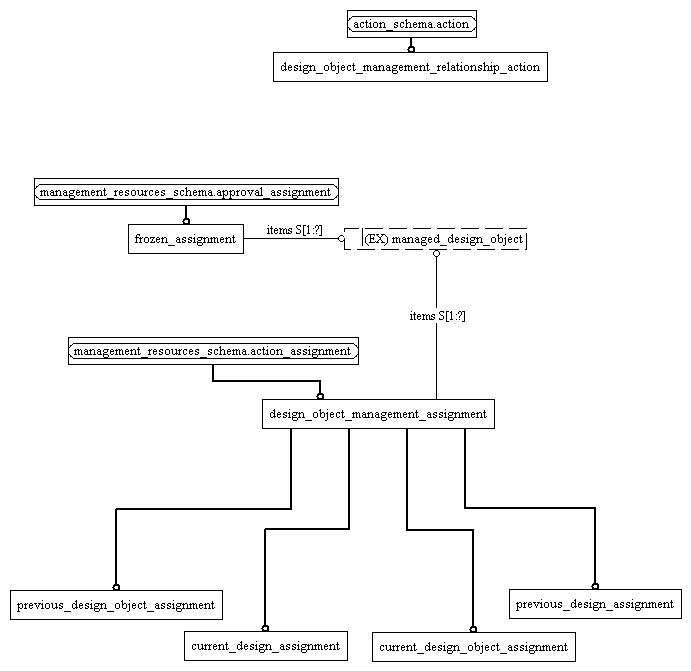 action_schema.action
design_object_management_relationship_action
management_resources_schema.approval_assignment
frozen_assignment
items S[1:?]
(EX) managed_design_object
items S[1:?]
management_resources_schema.action_assignment
design_object_management_assignment
previous_design_object_assignment
previous_design_assignment
current_design_assignment
current_design_object_assignment